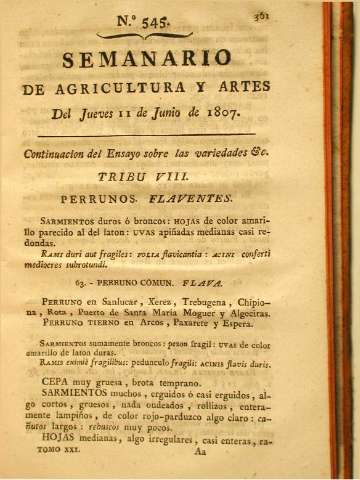 N.º 545.
361
SEMANARIO
DE AGRICULTURA Y ARTES
Del Jueves 11 de Junio de 1807.
Continuacion del Ensayo sobre las variedades &c.
TRIBU VIII.
PERRUNOS. FLAVENTES.
SARMIENTOS duros ó broncos: HOJAS de color amari-
llo parecido al del laton: UVAS apiñadas medianas casi re-
dondas.
RAMI duri aut fragiles: FOLIA flavicantia: ACINI conferti
mediocres subrotundi.
63. - PERRUNO COMUN. FLAVA.
PERRUNO en Sanlucar, Xerez, Trebugena, Chipio-
na, Rota, Puerto de Santa María Moguer y Algeciras.
PERRUNO TIERNO en Arcos, Paxarete y Espera.
SARMIENTOS sumamente broncos: pezon fragil: UVAS de color
amarillo de laton duras.
RAMIS eximiè fragilibus: pedunculo fragili: ACINIS flavis duris.
CEPA muy gruesa, brota temprano.
SARMIENTOS muchos, erguidos ó casi erguidos, al-
go cortos, gruesos, nada ondeados, rollizos, entera-
mente lampiños, de color rojo-parduzco algo claro: ca-
ñutos largos: rebuscos muy pocos.
HOJAS medianas, algo irregulares, casi enteras, ca-
TOMO XXI. Aa